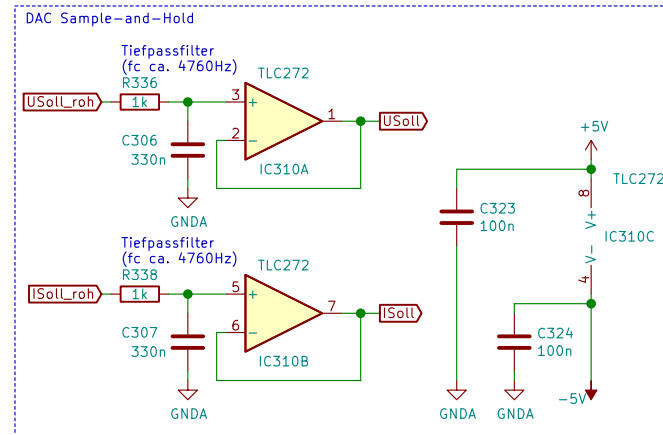 DAC Sample-and-Hold
Tiefpassfilter
(fc ca. 4760Hz)
R336
1k
USoll_roh
C306
330n
GNDA
TLC272
3
+
2
-
1
IC310A
USoll
Tiefpassfilter
(fc ca. 4760Hz)
R338
1k
ISoll_roh
C307
330n
GNDA
TLC272
5
+
6
-
7
IC310B
ISoll
+5V
TLC272
8
V+
IC310C
V-
4
C323
100n
GNDA
C324
100n
GNDA
-5V